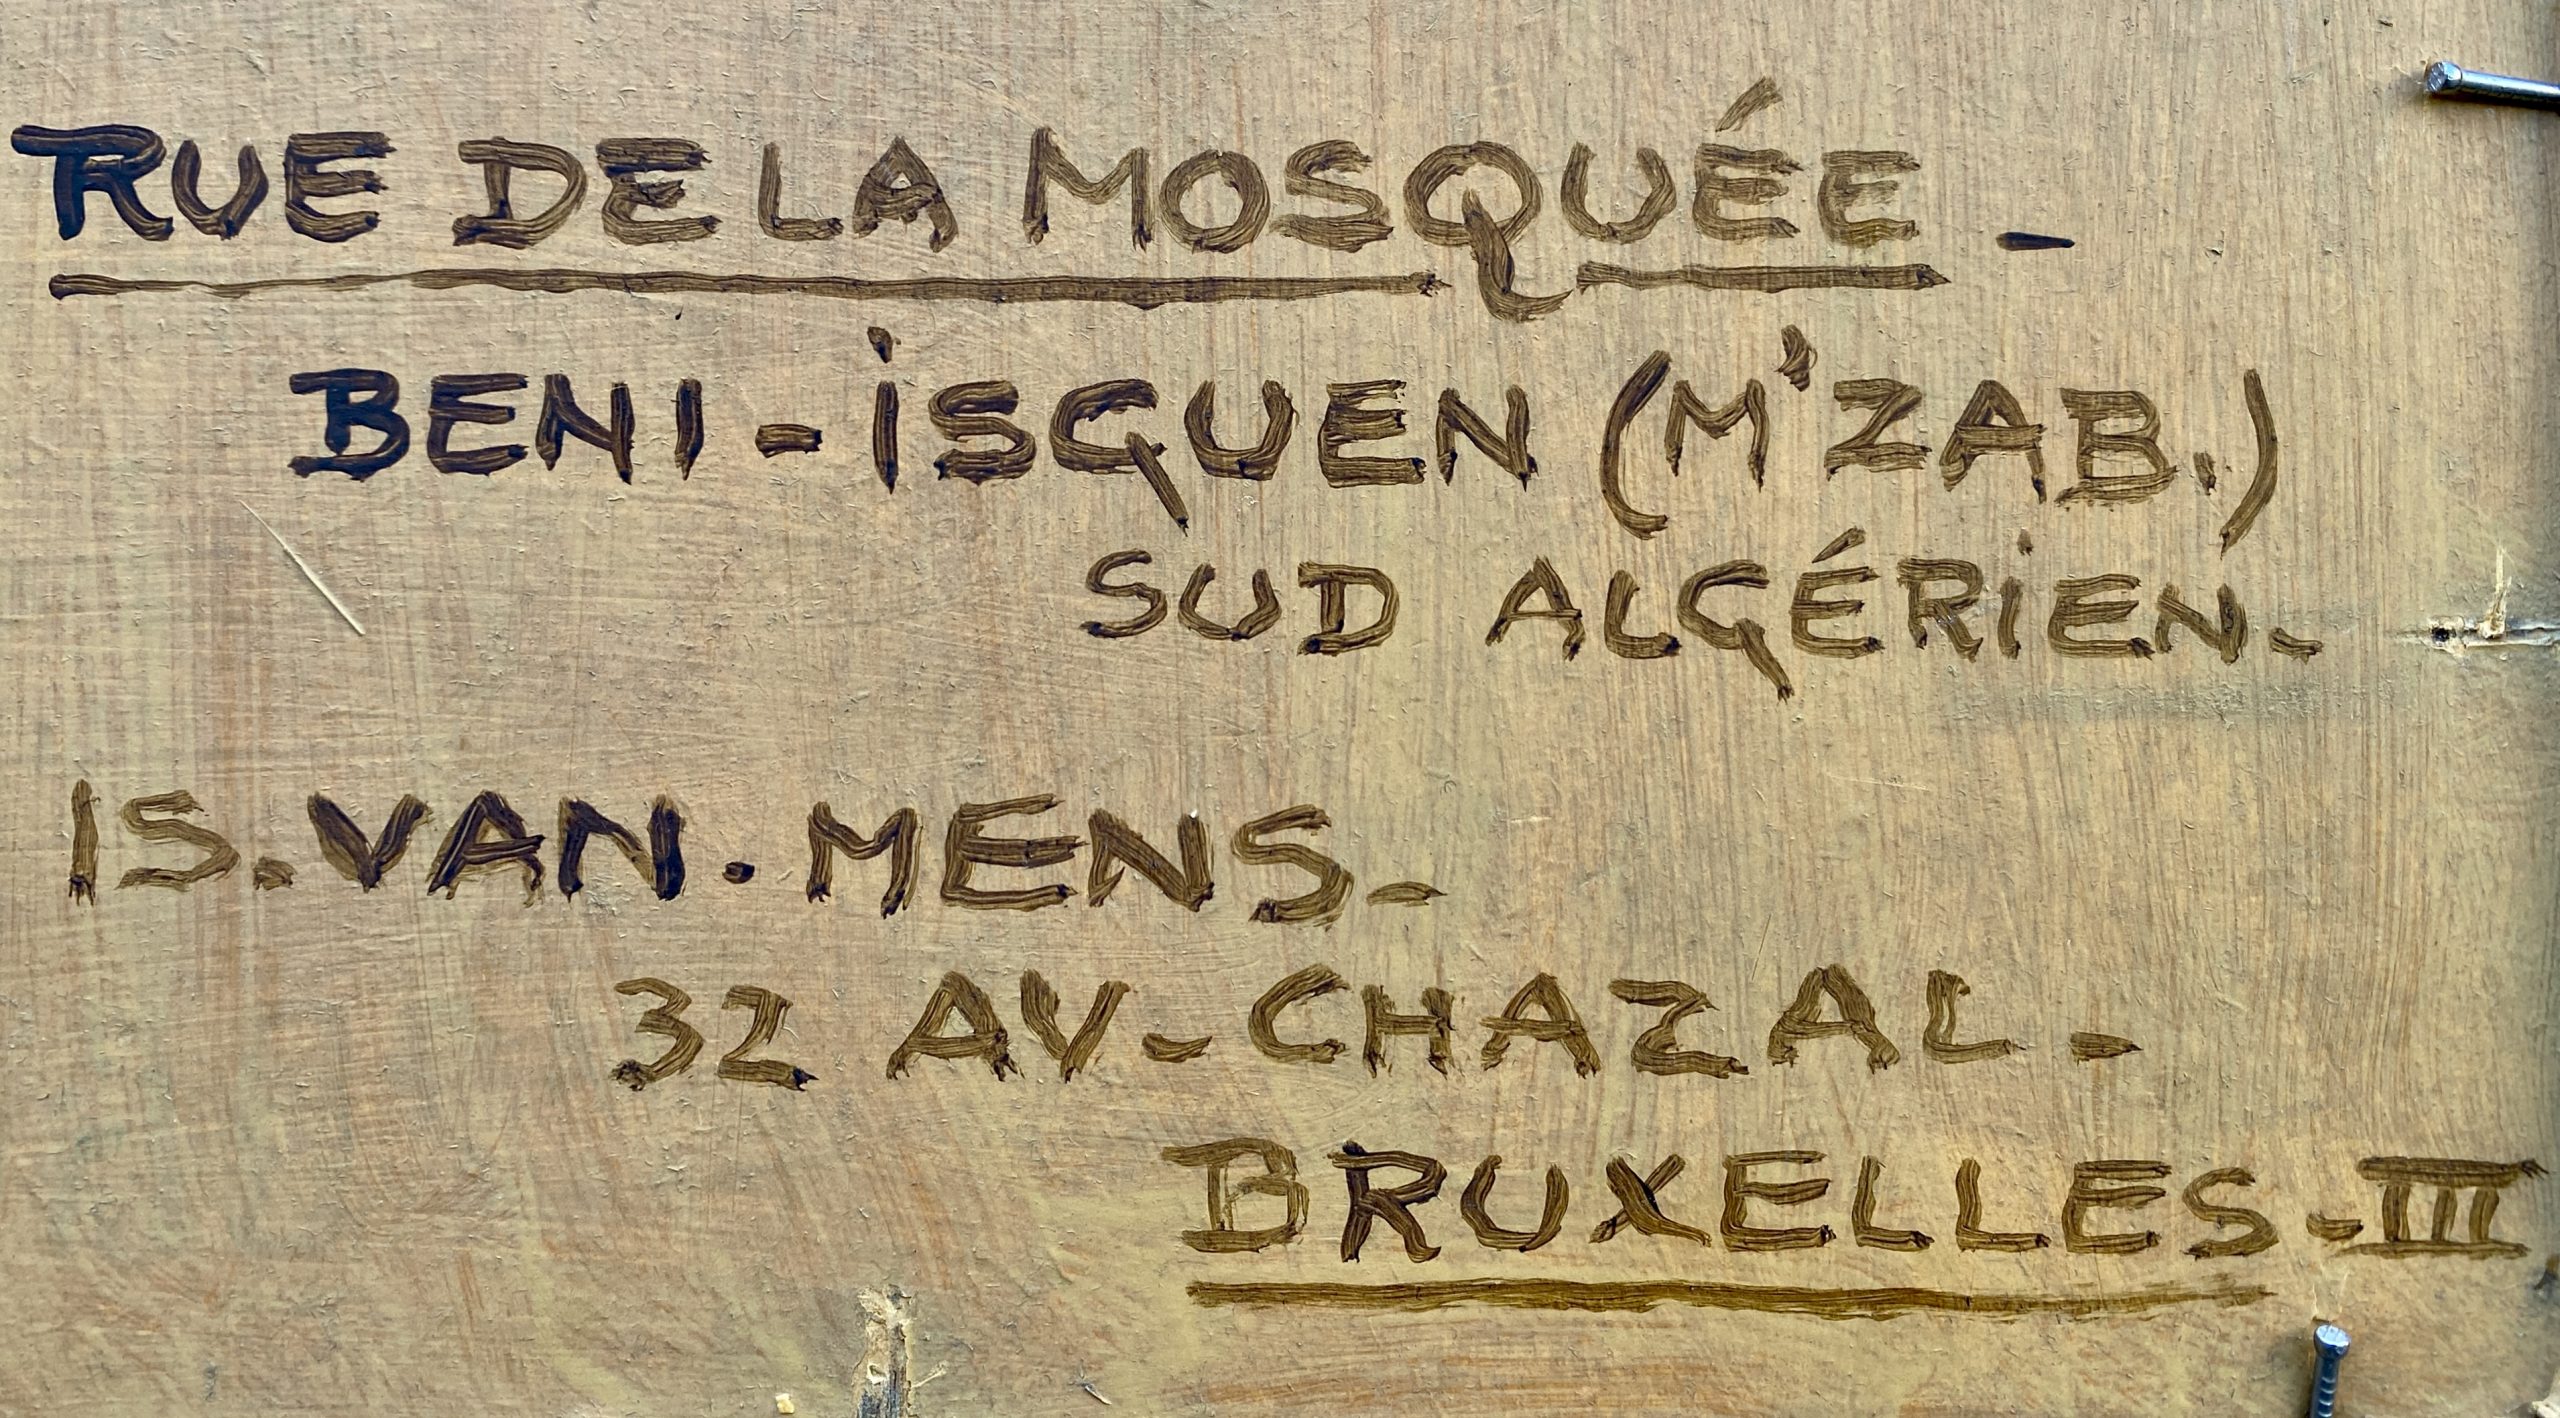 RUE DE LA MOSQUÉE -
BENI - ISGUEN (M'ZAB.)
SUD ALGÉRIEN.-
IS. VAN. MENS -
32 AV - CHAZAL -
BRUXELLES - III